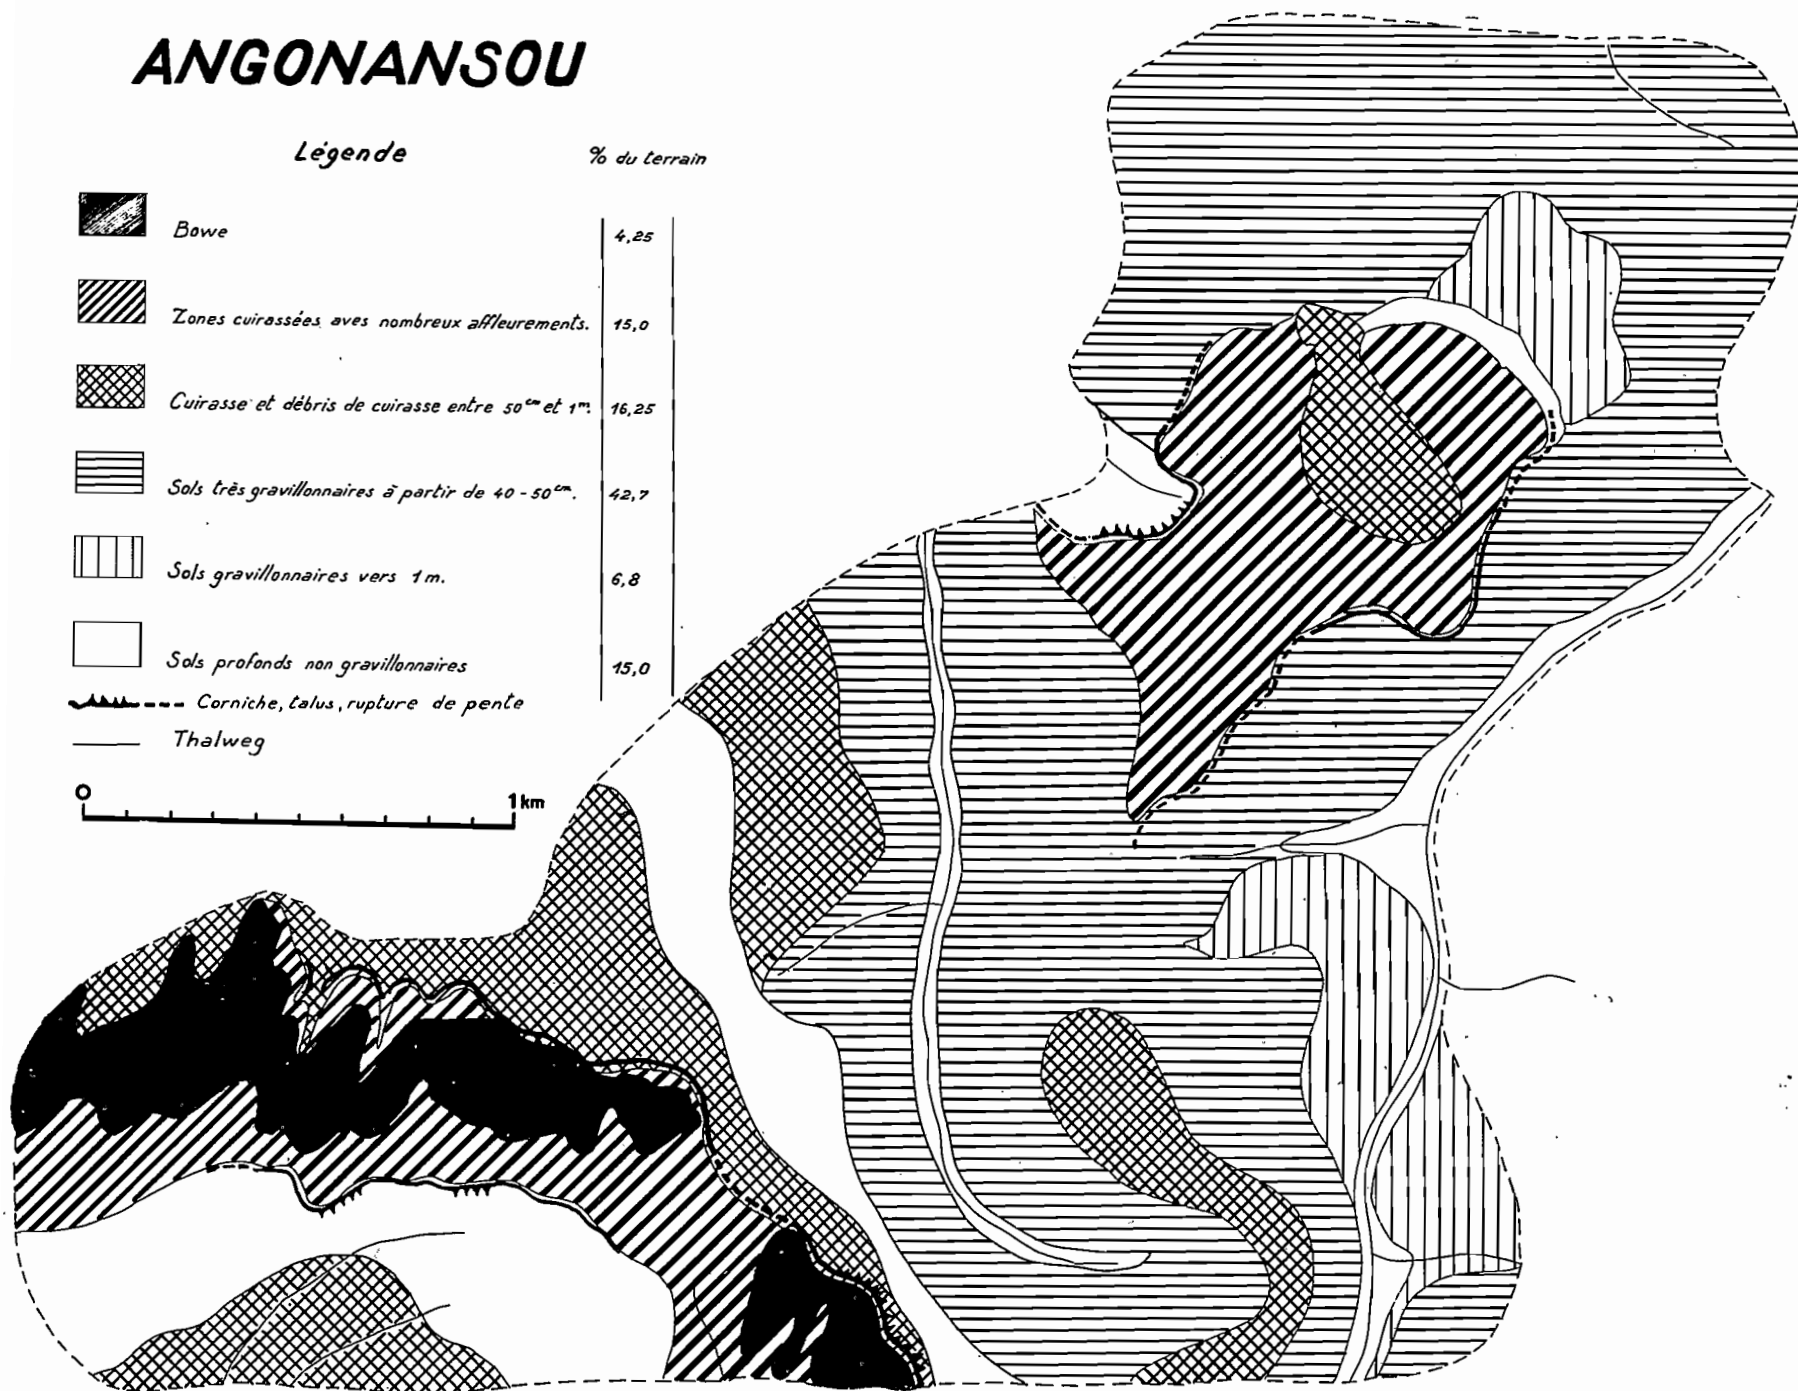 ANGONANSOU
Légende % du terrain
Bowe 4,25
Zones cuirassées aves nombreux affleurements. 15,0
Cuirasse et débris de cuirasse entre 50cm et 1m. 16,25
Sols très gravillonnaires à partir de 40-50cm. 42,7
Sols gravillonnaires vers 1m. 6,8
Sols profonds non gravillonnaires 15,0
Corniche, talus, rupture de pente
Thalweg
0 1 km